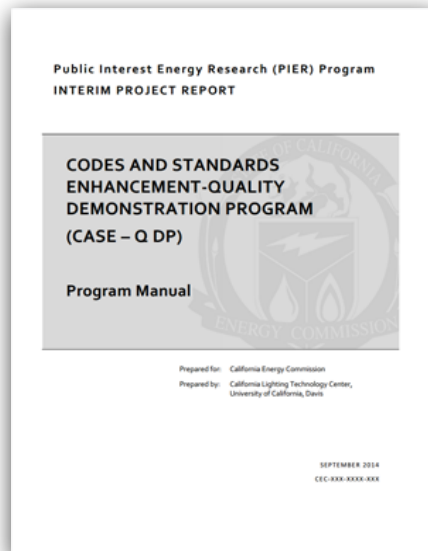 Public Interest Energy Research (PIER) Program
INTERIM PROJECT REPORT
CODES AND STANDARDS
ENHANCEMENT-QUALITY
DEMONSTRATION PROGRAM
(CASE – Q DP)
Program Manual
ENERGY COMMISSION
Prepared for: California Energy Commission
Prepared by: California Lighting Technology Center,
University of California, Davis
SEPTEMBER 2014
CEC-XXX-XXXX-XXX